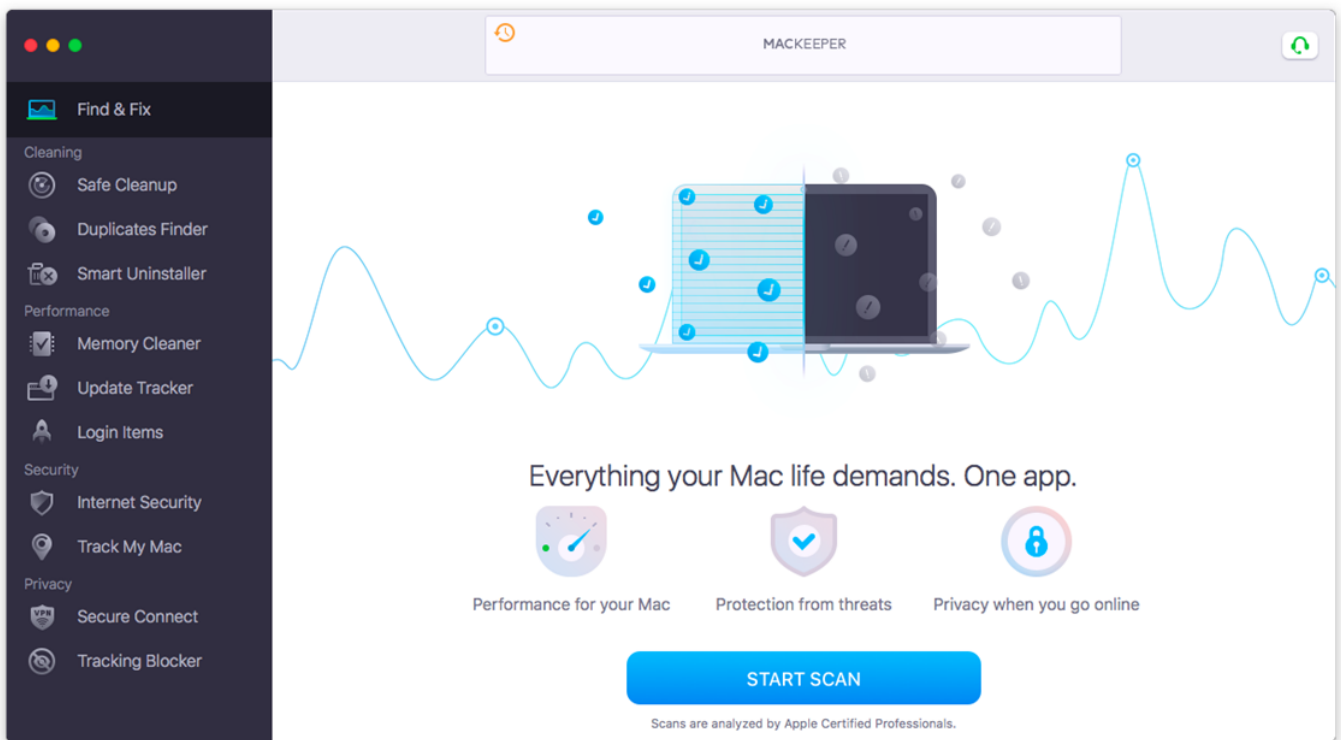 MACKEEPER
Find & Fix
Cleaning
Safe Cleanup
Duplicates Finder
Smart Uninstaller
Performance
Memory Cleaner
Update Tracker
Login Items
Security
Internet Security
Track My Mac
Privacy
VPN
Secure Connect
Tracking Blocker
Everything your Mac life demands. One app.
Performance for your Mac
Protection from threats
Privacy when you go online
START SCAN
Scans are analyzed by Apple Certified Professionals.